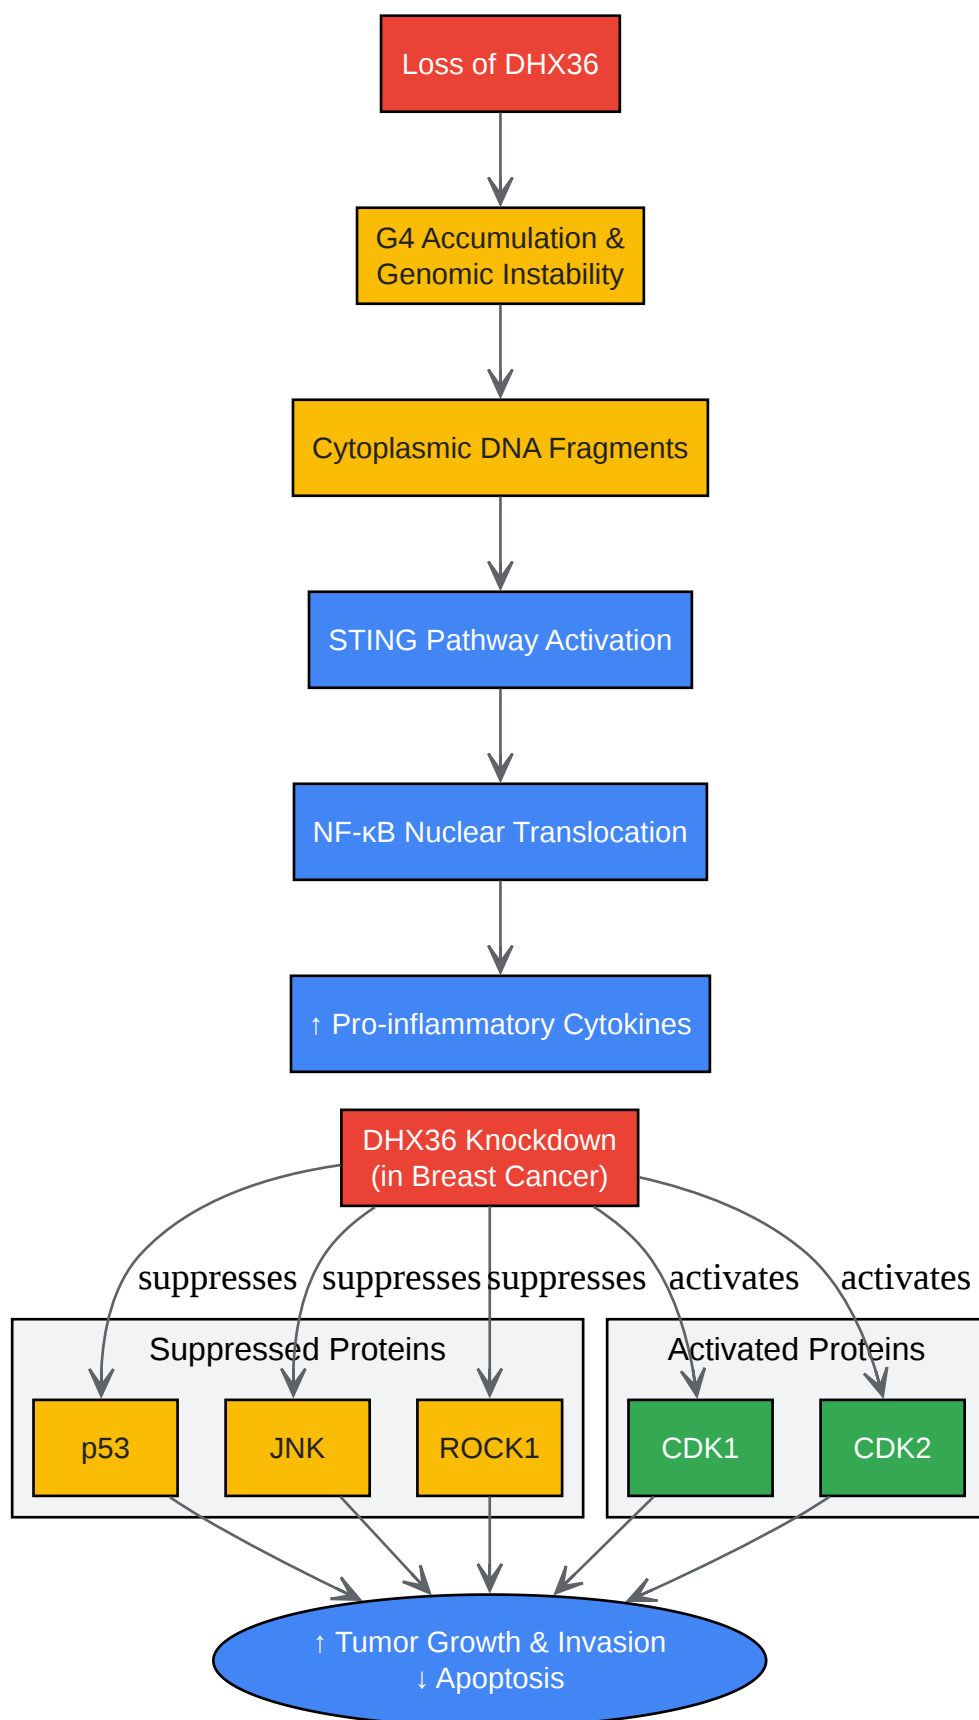 Loss of DHX36
G4 Accumulation &
Genomic Instability
Cytoplasmic DNA Fragments
STING Pathway Activation
NF-κB Nuclear Translocation
↑ Pro-inflammatory Cytokines
DHX36 Knockdown
(in Breast Cancer)
suppresses suppresses suppresses activates activates
Suppressed Proteins Activated Proteins
p53 JNK ROCK1 CDK1 CDK2
↑ Tumor Growth & Invasion
↓ Apoptosis